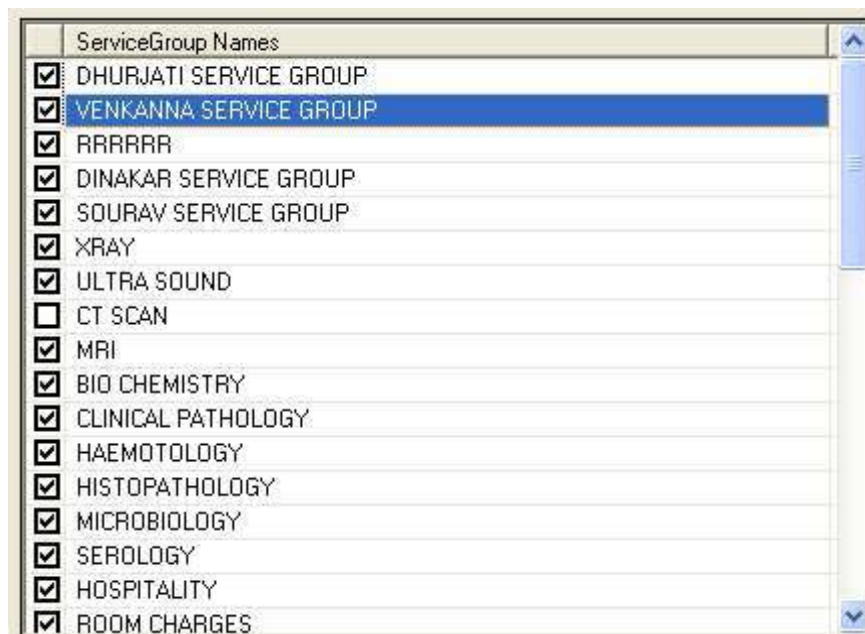 ServiceGroup Names
DHURJATI SERVICE GROUP
VENKANNA SERVICE GROUP
RRRRRR
DINAKAR SERVICE GROUP
SOURAV SERVICE GROUP
XRAY
ULTRA SOUND
CT SCAN
MRI
BIO CHEMISTRY
CLINICAL PATHOLOGY
HAEMOTOLOGY
HISTOPATHOLOGY
MICROBIOLOGY
SEROLOGY
HOSPITALITY
ROOM CHARGES